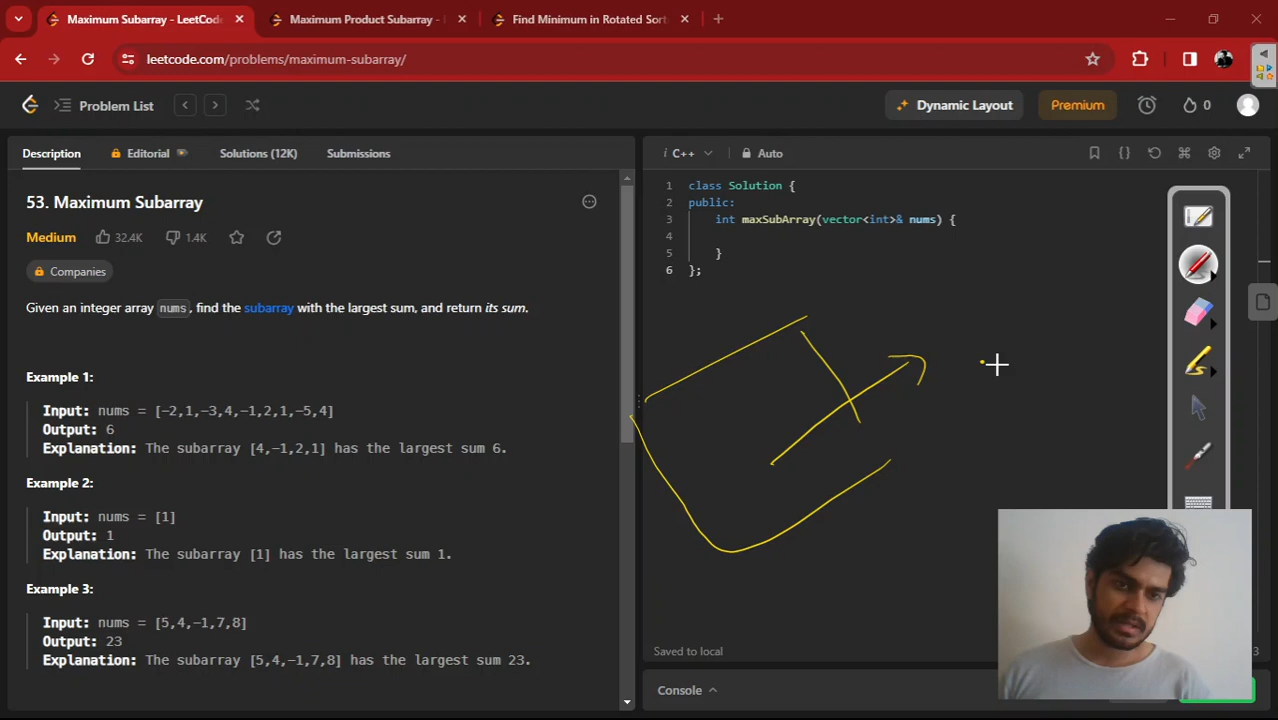 Maximum Subarray - LeetCode
Maximum Product Subarray -
Find Minimum in Rotated Sort
leetcode.com/problems/maximum-subarray/
Problem List
Dynamic Layout
Premium
0
Description
Editorial
Solutions (12K)
Submissions
i C++
Auto
53. Maximum Subarray
Medium
32.4K
1.4K
Companies
Given an integer array nums, find the subarray with the largest sum, and return its sum.
Example 1:
Input: nums = [-2,1,-3,4,-1,2,1,-5,4]
Output: 6
Explanation: The subarray [4,-1,2,1] has the largest sum 6.
Example 2:
Input: nums = [1]
Output: 1
Explanation: The subarray [1] has the largest sum 1.
Example 3:
Input: nums = [5,4,-1,7,8]
Output: 23
Explanation: The subarray [5,4,-1,7,8] has the largest sum 23.
1 class Solution {
2 public:
3 int maxSubArray(vector<int>& nums) {
4
5 }
6 };
Saved to local
3
Console